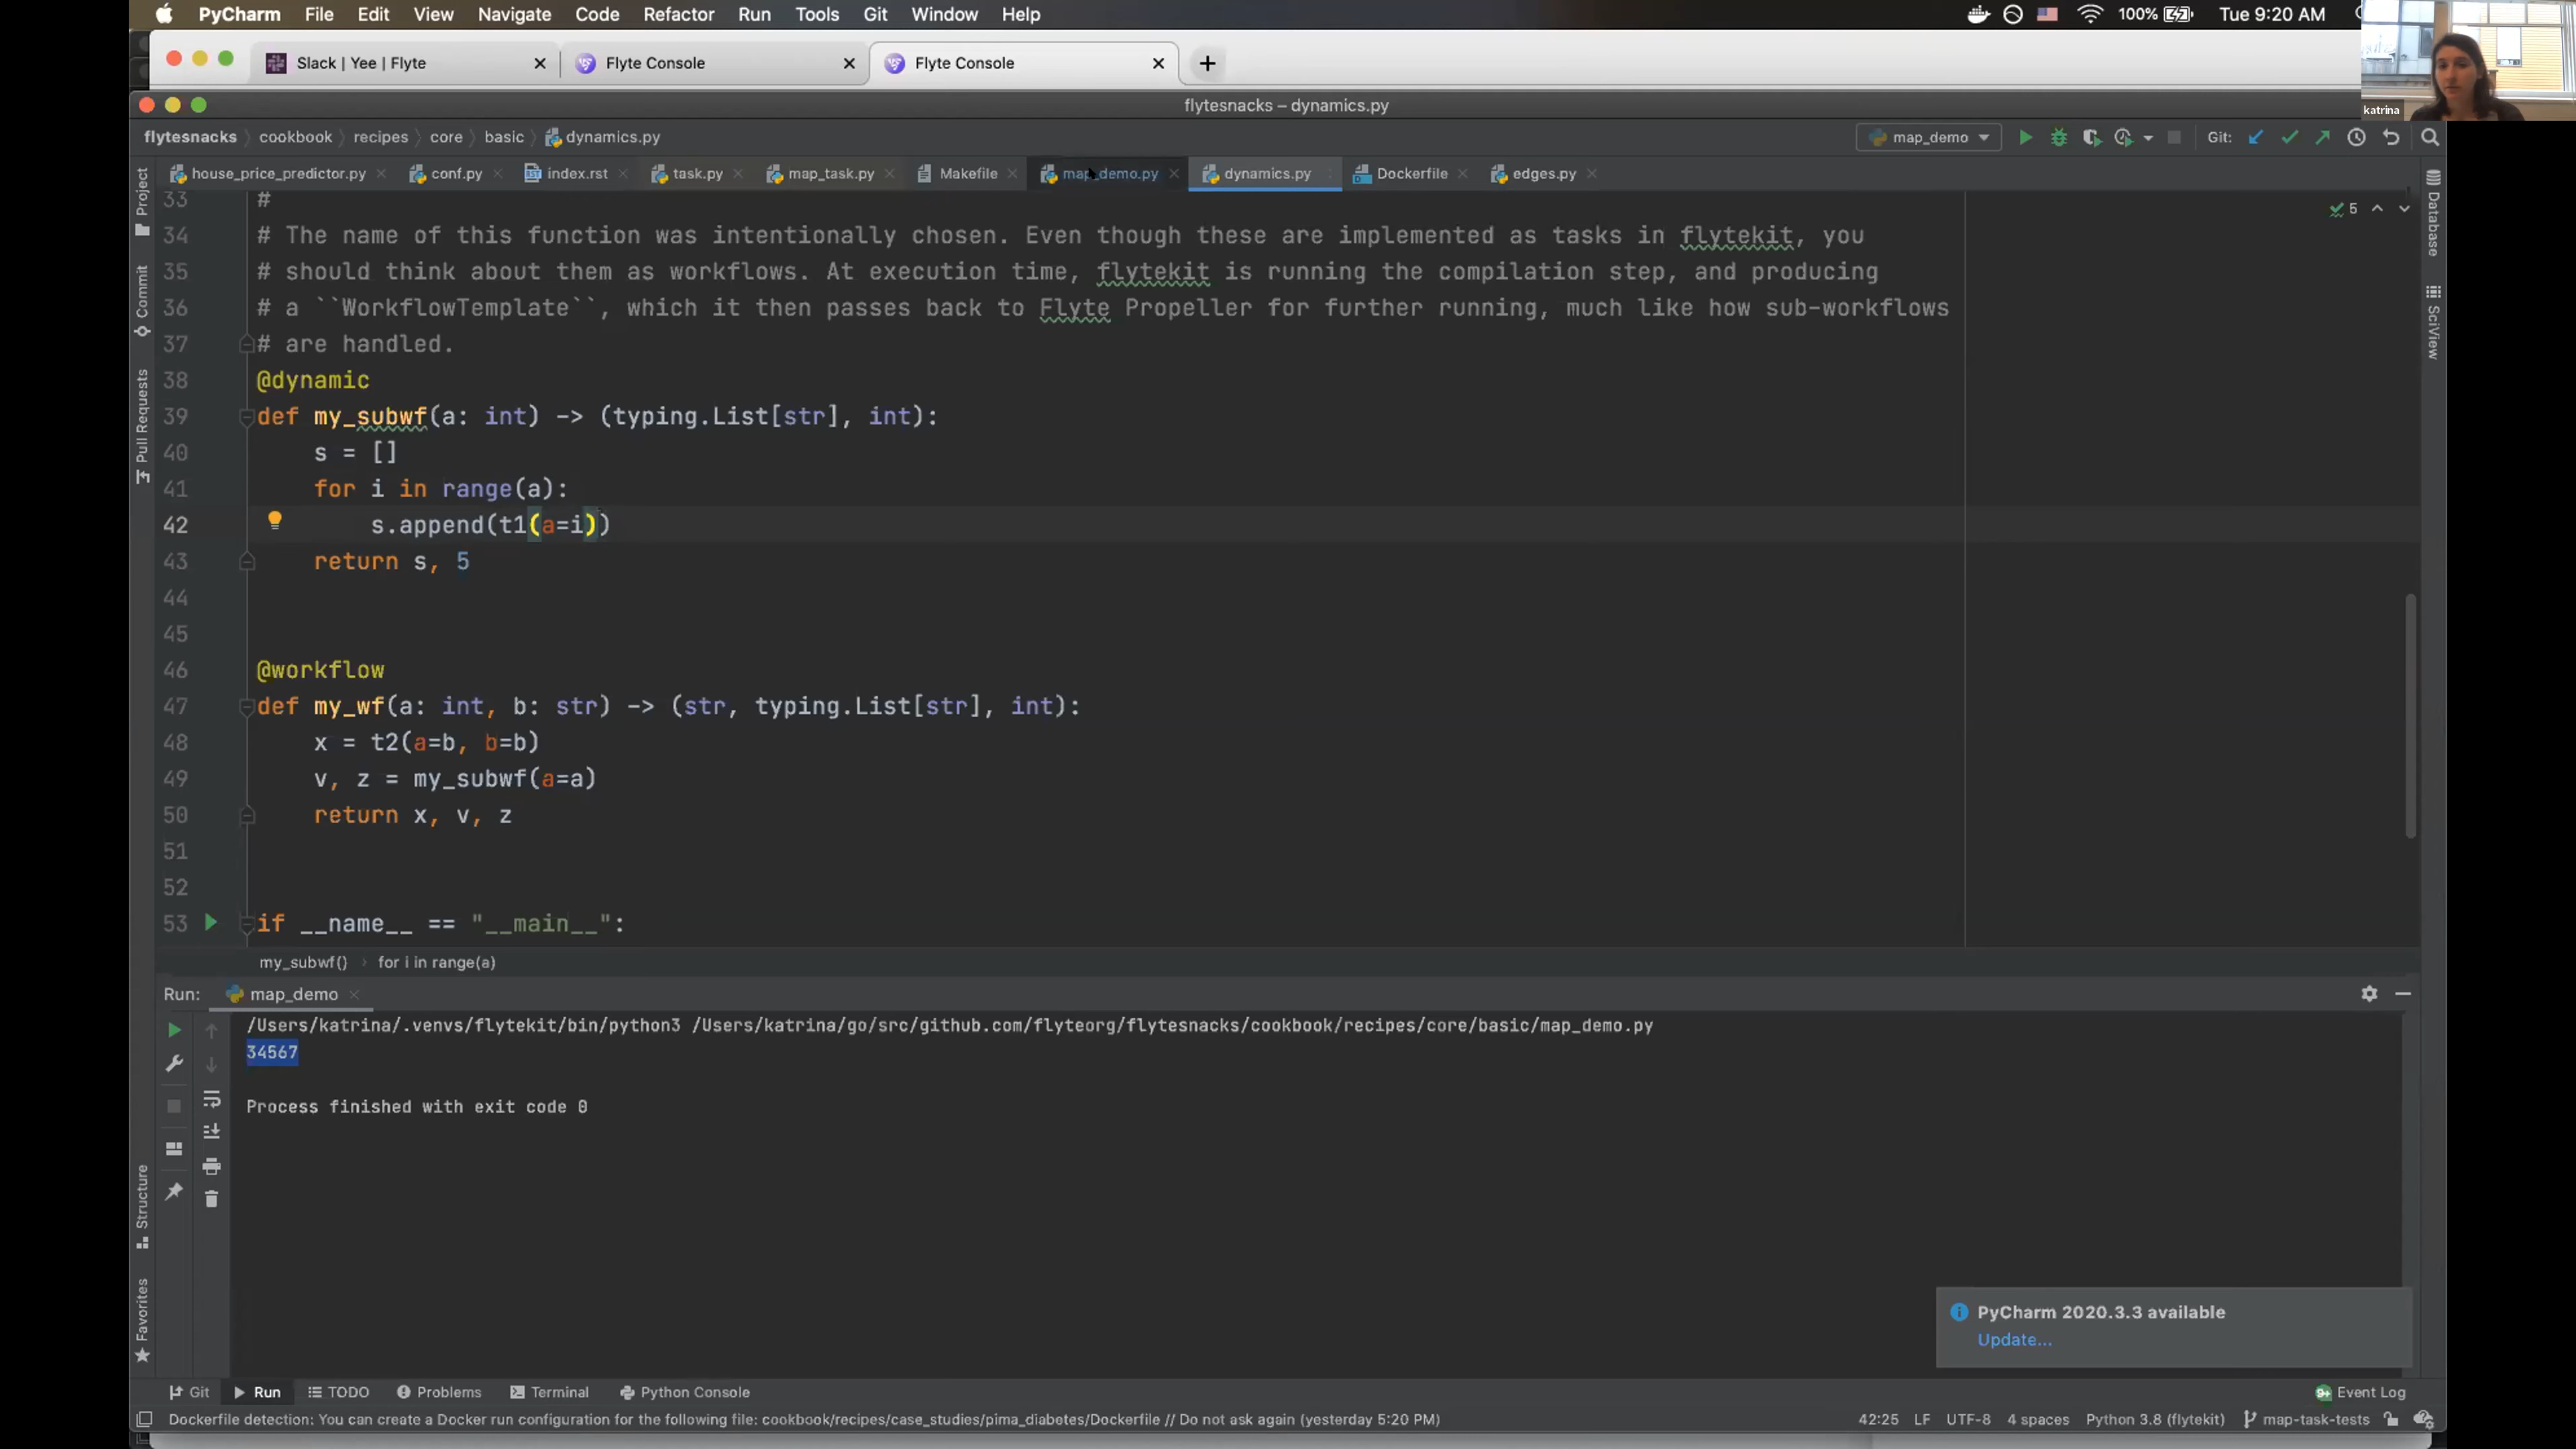 PyCharm File Edit View Navigate Code Refactor Run Tools Git Window Help 100% Tue 9:20 AM
Slack | Yee | Flyte Flyte Console Flyte Console
katrina
flytesnacks – dynamics.py
flytesnacks cookbook recipes core basic dynamics.py map_demo Git:
house_price_predictor.py conf.py index.rst task.py map_task.py Makefile map_demo.py dynamics.py Dockerfile edges.py
Project
Commit
Pull Requests
Structure
Favorites
Database
SciView
5
33 #
34 # The name of this function was intentionally chosen. Even though these are implemented as tasks in flytekit, you
35 # should think about them as workflows. At execution time, flytekit is running the compilation step, and producing
36 # a ``WorkflowTemplate``, which it then passes back to Flyte Propeller for further running, much like how sub-workflows
37 # are handled.
38 @dynamic
39 def my_subwf(a: int) -> (typing.List[str], int):
40 s = []
41 for i in range(a):
42 s.append(t1(a=i))
43 return s, 5
44
45
46 @workflow
47 def my_wf(a: int, b: str) -> (str, typing.List[str], int):
48 x = t2(a=b, b=b)
49 v, z = my_subwf(a=a)
50 return x, v, z
51
52
53 if __name__ == "__main__":
my_subwf() for i in range(a)
Run: map_demo
/Users/katrina/.venvs/flytekit/bin/python3 /Users/katrina/go/src/github.com/flyteorg/flytesnacks/cookbook/recipes/core/basic/map_demo.py
34567
Process finished with exit code 0
PyCharm 2020.3.3 available
Update...
Git Run TODO Problems Terminal Python Console 9+ Event Log
Dockerfile detection: You can create a Docker run configuration for the following file: cookbook/recipes/case_studies/pima_diabetes/Dockerfile // Do not ask again (yesterday 5:20 PM) 42:25 LF UTF-8 4 spaces Python 3.8 (flytekit) map-task-tests